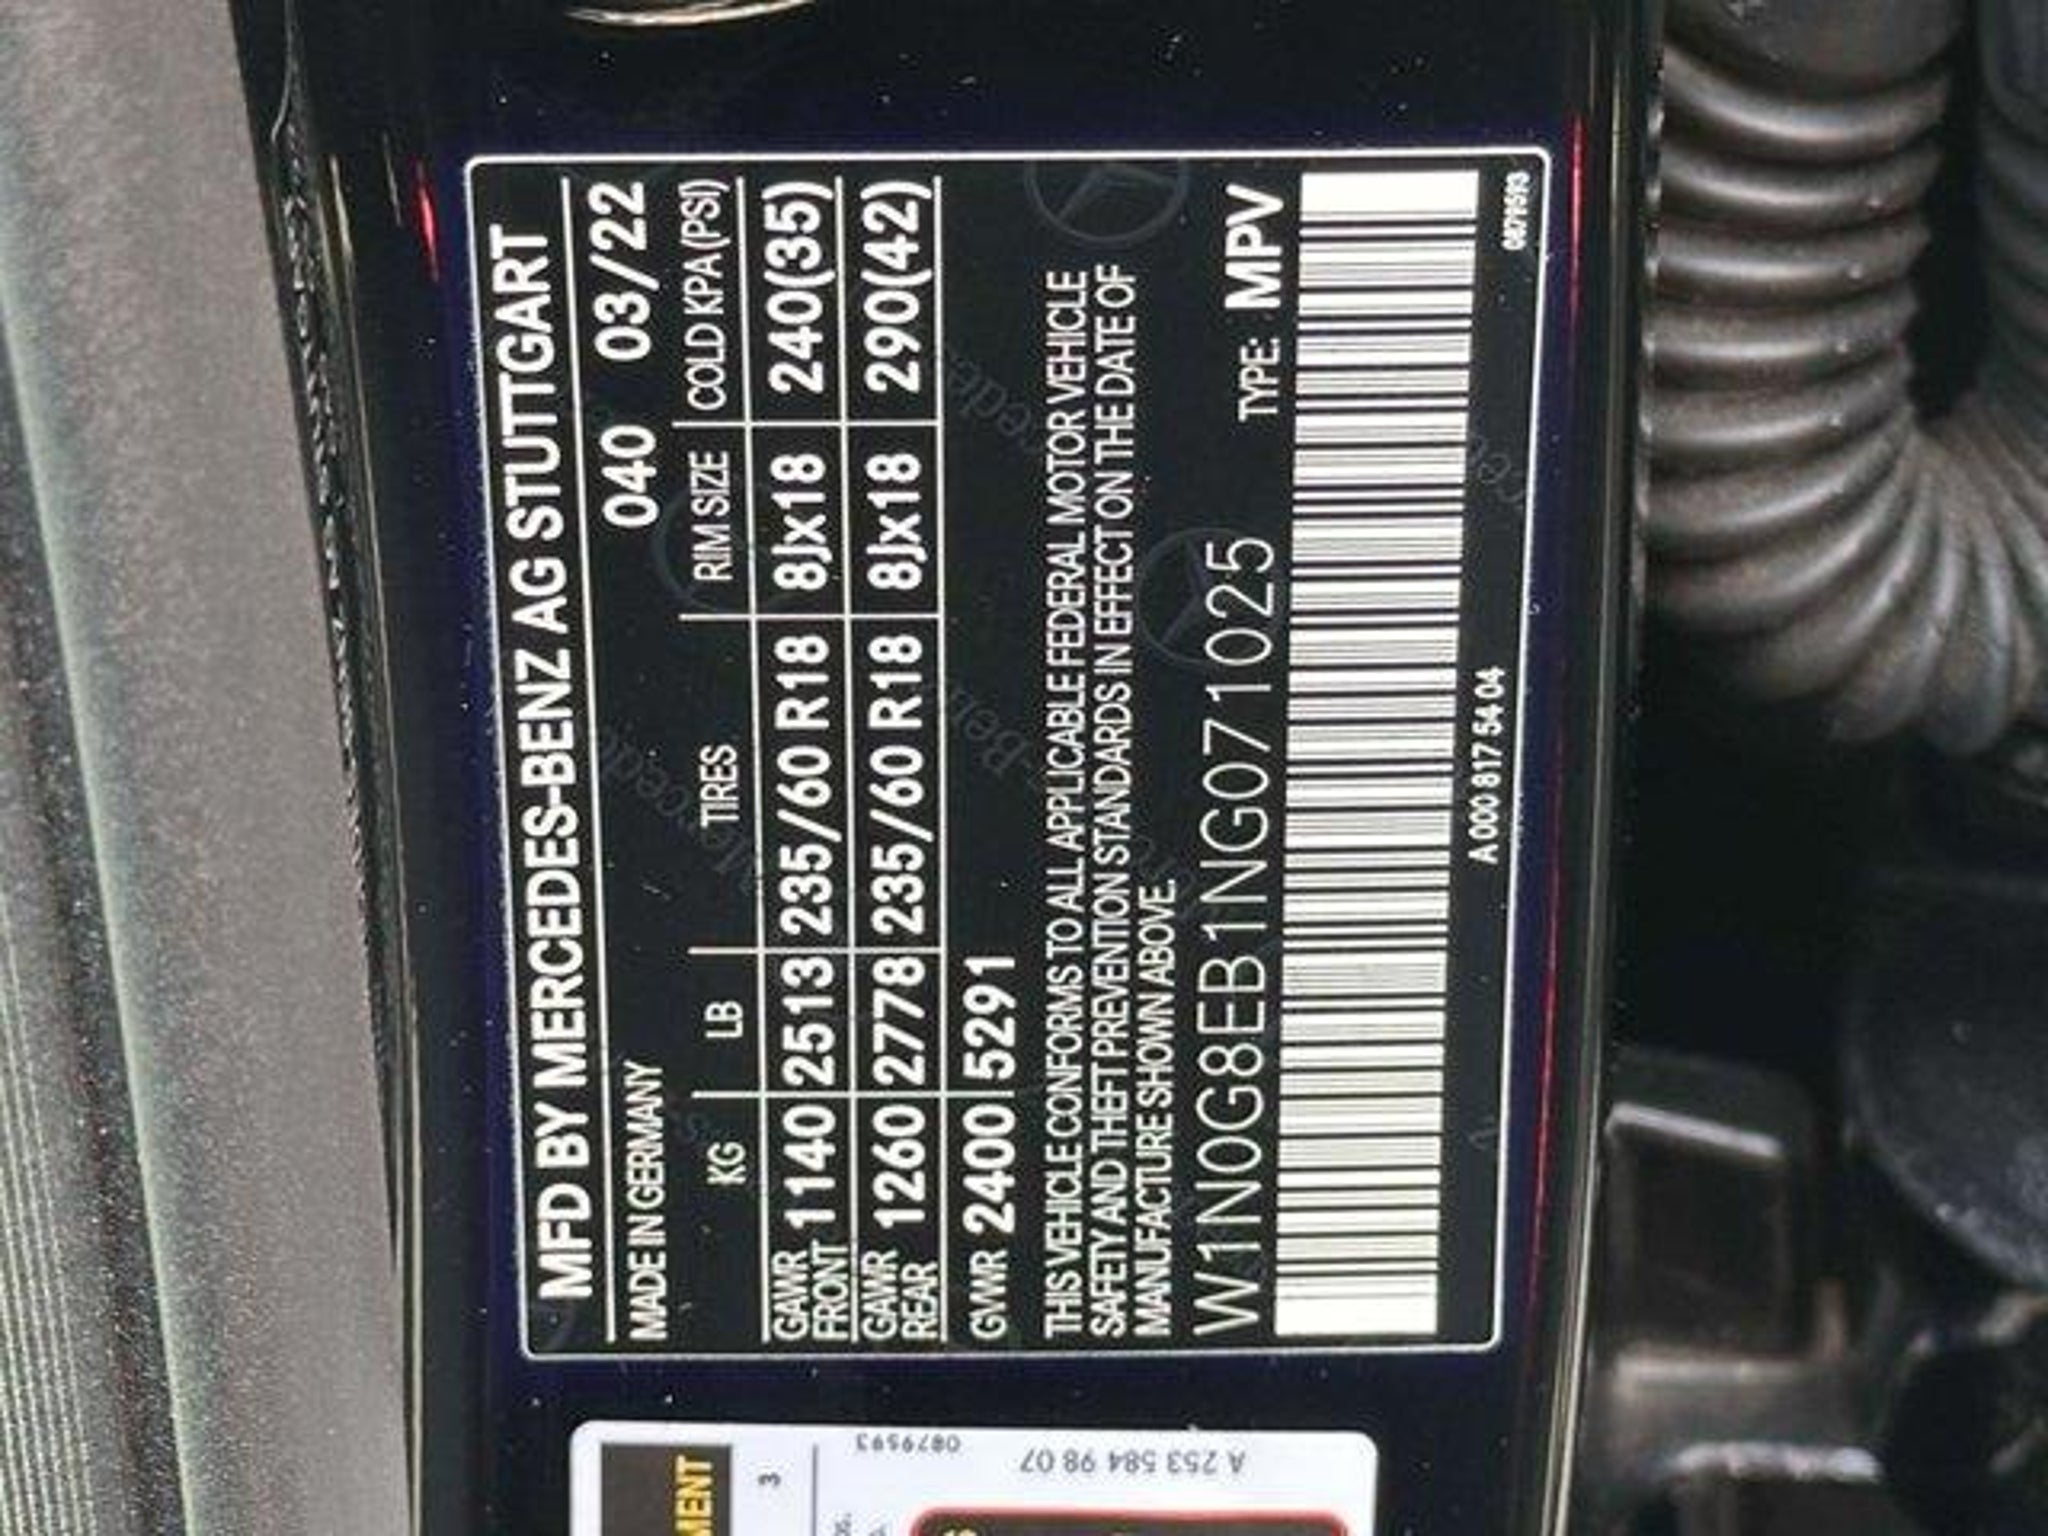 MFD BY MERCEDES-BENZ AG STUTTGART
MADE IN GERMANY 040 03/22
KG LB TIRES RIM SIZE COLD KPA(PSI)
GAWR FRONT 1140 2513 235/60 R18 8Jx18 240(35)
GAWR REAR 1260 2778 235/60 R18 8Jx18 290(42)
GVWR 2400 5291
THIS VEHICLE CONFORMS TO ALL APPLICABLE FEDERAL MOTOR VEHICLE
SAFETY AND THEFT PREVENTION STANDARDS IN EFFECT ON THE DATE OF
MANUFACTURE SHOWN ABOVE.
W1N0G8EB1NG071025 TYPE: MPV
A 000 817 54 04
0879593
MENT
3
0879593
A 253 584 98 07